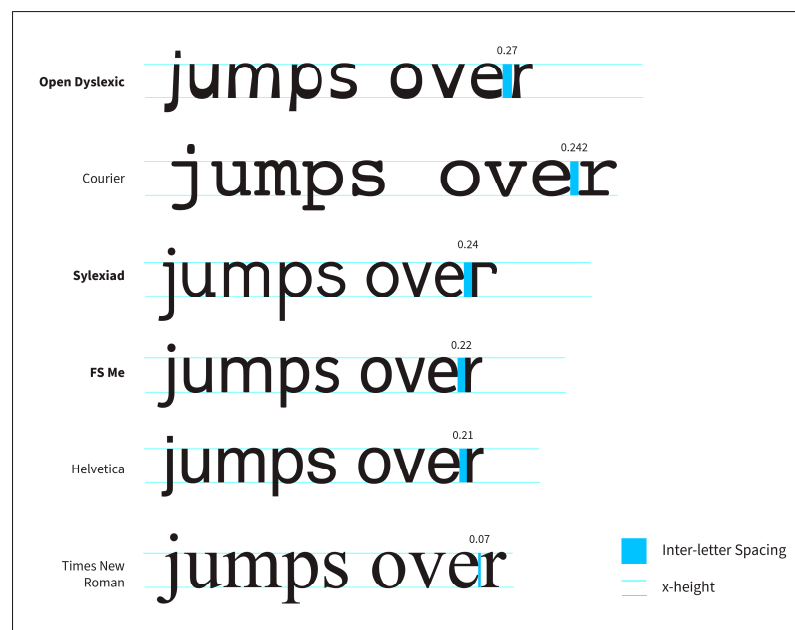 0.27
Open Dyslexic jumps over
0.242
Courier jumps over
0.24
Sylexiad jumps over
0.22
FS Me jumps over
0.21
Helvetica jumps over
0.07
Times New
Roman
jumps over
Inter-letter Spacing
x-height